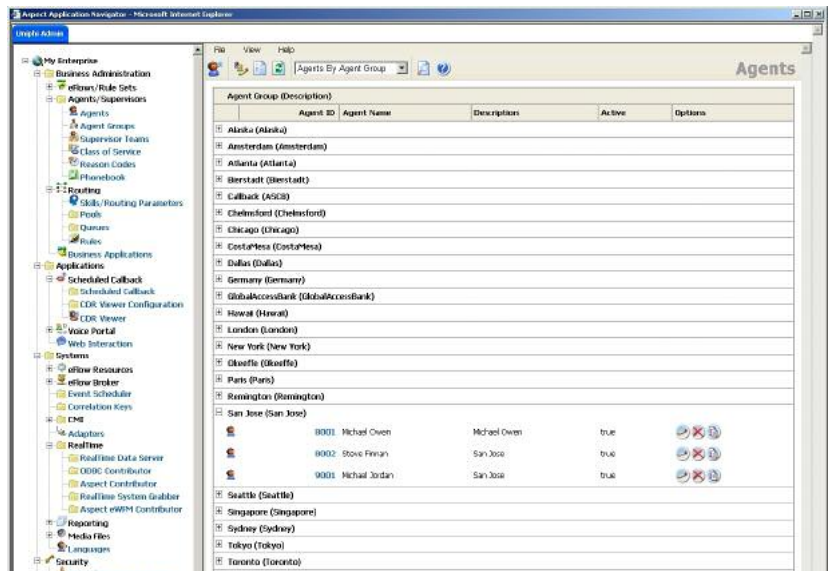 Aspect Application Navigator - Microsoft Internet Explorer
Uniphi Admin
My Enterprise
Business Administration
eFlows/Rule Sets
Agents/Supervisors
Agents
Agent Groups
Supervisor Teams
Class of Service
Reason Codes
Phonebook
Routing
Skills/Routing Parameters
Pools
Queues
Rules
Business Applications
Applications
Scheduled Callback
Scheduled Callback
CDR Viewer Configuration
CDR Viewer
Voice Portal
Web Interaction
Systems
eFlow Resources
eFlow Broker
Event Scheduler
Correlation Keys
CMI
Adaptors
RealTime
RealTime Data Server
ODBC Contributor
Aspect Contributor
RealTime System Grabber
Aspect eWFM Contributor
Reporting
Media Files
Languages
Security
File View Help
Agents By Agent Group
Agents
Agent Group (Description)
Agent ID Agent Name Description Active Options
Alaska (Alaska)
Amsterdam (Amsterdam)
Atlanta (Atlanta)
Bierstadt (Bierstadt)
Callback (ASCB)
Chelmsford (Chelmsford)
Chicago (Chicago)
CostaMesa (CostaMesa)
Dallas (Dallas)
Germany (Germany)
GlobalAccessBank (GlobalAccessBank)
Hawaii (Hawaii)
London (London)
New York (New York)
Okeeffe (Okeeffe)
Paris (Paris)
Remington (Remington)
San Jose (San Jose)
8001 Michael Owen Michael Owen true
8002 Steve Finnan San Jose true
9001 Michael Jordan San Jose true
Seattle (Seattle)
Singapore (Singapore)
Sydney (Sydney)
Tokyo (Tokyo)
Toronto (Toronto)